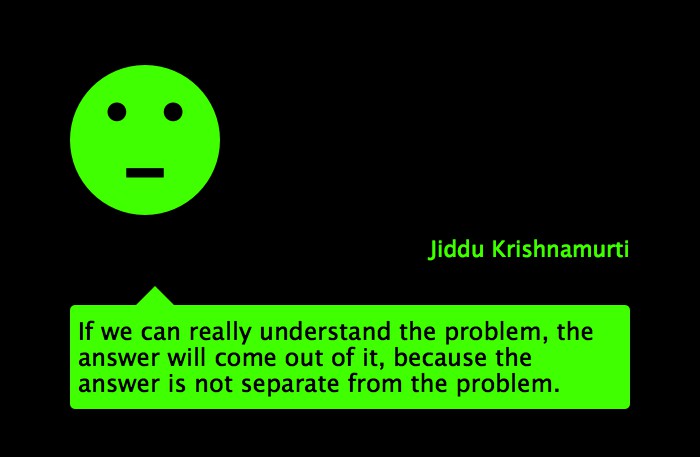 Jiddu Krishnamurti
If we can really understand the problem, the
answer will come out of it, because the
answer is not separate from the problem.